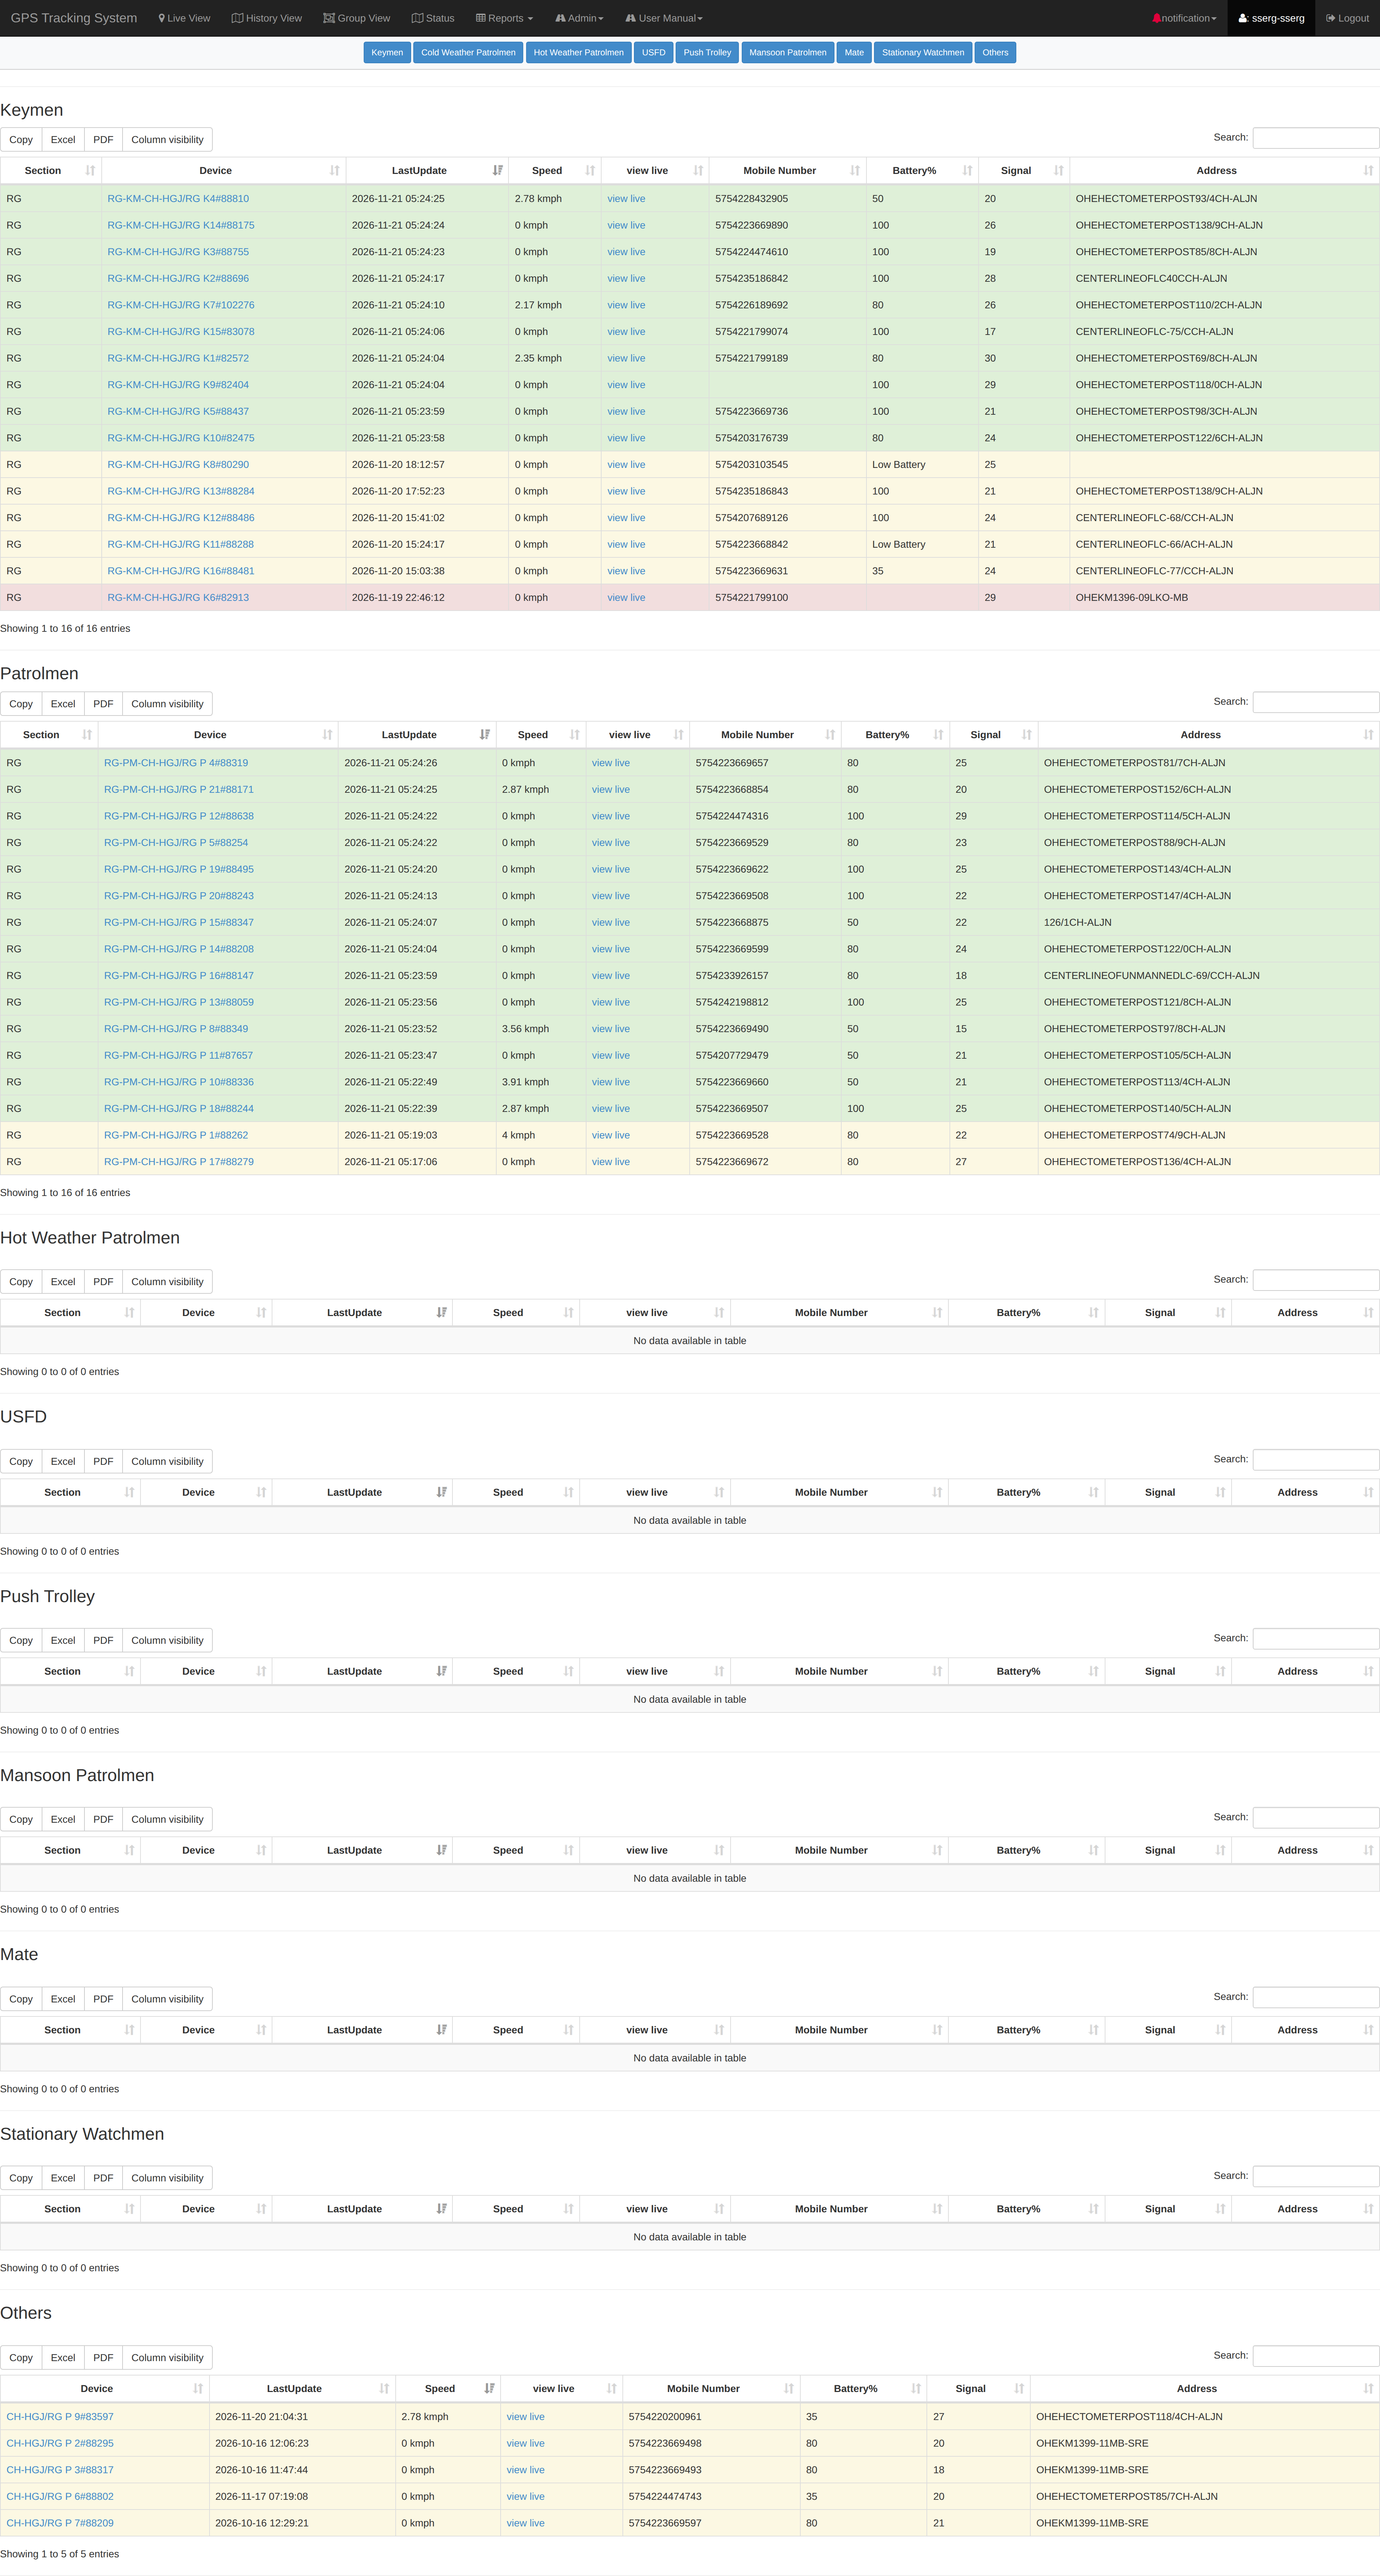 GPS Tracking System Live View History View Group View Status Reports Admin User Manual notification : sserg-sserg Logout
Keymen Cold Weather Patrolmen Hot Weather Patrolmen USFD Push Trolley Mansoon Patrolmen Mate Stationary Watchmen Others
Keymen
Copy Excel PDF Column visibility Search:
Section Device LastUpdate Speed view live Mobile Number Battery% Signal Address
RG RG-KM-CH-HGJ/RG K4#88810 2026-11-21 05:24:25 2.78 kmph view live 5754228432905 50 20 OHEHECTOMETERPOST93/4CH-ALJN
RG RG-KM-CH-HGJ/RG K14#88175 2026-11-21 05:24:24 0 kmph view live 5754223669890 100 26 OHEHECTOMETERPOST138/9CH-ALJN
RG RG-KM-CH-HGJ/RG K3#88755 2026-11-21 05:24:23 0 kmph view live 5754224474610 100 19 OHEHECTOMETERPOST85/8CH-ALJN
RG RG-KM-CH-HGJ/RG K2#88696 2026-11-21 05:24:17 0 kmph view live 5754235186842 100 28 CENTERLINEOFLC40CCH-ALJN
RG RG-KM-CH-HGJ/RG K7#102276 2026-11-21 05:24:10 2.17 kmph view live 5754226189692 80 26 OHEHECTOMETERPOST110/2CH-ALJN
RG RG-KM-CH-HGJ/RG K15#83078 2026-11-21 05:24:06 0 kmph view live 5754221799074 100 17 CENTERLINEOFLC-75/CCH-ALJN
RG RG-KM-CH-HGJ/RG K1#82572 2026-11-21 05:24:04 2.35 kmph view live 5754221799189 80 30 OHEHECTOMETERPOST69/8CH-ALJN
RG RG-KM-CH-HGJ/RG K9#82404 2026-11-21 05:24:04 0 kmph view live 100 29 OHEHECTOMETERPOST118/0CH-ALJN
RG RG-KM-CH-HGJ/RG K5#88437 2026-11-21 05:23:59 0 kmph view live 5754223669736 100 21 OHEHECTOMETERPOST98/3CH-ALJN
RG RG-KM-CH-HGJ/RG K10#82475 2026-11-21 05:23:58 0 kmph view live 5754203176739 80 24 OHEHECTOMETERPOST122/6CH-ALJN
RG RG-KM-CH-HGJ/RG K8#80290 2026-11-20 18:12:57 0 kmph view live 5754203103545 Low Battery 25
RG RG-KM-CH-HGJ/RG K13#88284 2026-11-20 17:52:23 0 kmph view live 5754235186843 100 21 OHEHECTOMETERPOST138/9CH-ALJN
RG RG-KM-CH-HGJ/RG K12#88486 2026-11-20 15:41:02 0 kmph view live 5754207689126 100 24 CENTERLINEOFLC-68/CCH-ALJN
RG RG-KM-CH-HGJ/RG K11#88288 2026-11-20 15:24:17 0 kmph view live 5754223668842 Low Battery 21 CENTERLINEOFLC-66/ACH-ALJN
RG RG-KM-CH-HGJ/RG K16#88481 2026-11-20 15:03:38 0 kmph view live 5754223669631 35 24 CENTERLINEOFLC-77/CCH-ALJN
RG RG-KM-CH-HGJ/RG K6#82913 2026-11-19 22:46:12 0 kmph view live 5754221799100 29 OHEKM1396-09LKO-MB
Showing 1 to 16 of 16 entries
Patrolmen
Copy Excel PDF Column visibility Search:
Section Device LastUpdate Speed view live Mobile Number Battery% Signal Address
RG RG-PM-CH-HGJ/RG P 4#88319 2026-11-21 05:24:26 0 kmph view live 5754223669657 80 25 OHEHECTOMETERPOST81/7CH-ALJN
RG RG-PM-CH-HGJ/RG P 21#88171 2026-11-21 05:24:25 2.87 kmph view live 5754223668854 80 20 OHEHECTOMETERPOST152/6CH-ALJN
RG RG-PM-CH-HGJ/RG P 12#88638 2026-11-21 05:24:22 0 kmph view live 5754224474316 100 29 OHEHECTOMETERPOST114/5CH-ALJN
RG RG-PM-CH-HGJ/RG P 5#88254 2026-11-21 05:24:22 0 kmph view live 5754223669529 80 23 OHEHECTOMETERPOST88/9CH-ALJN
RG RG-PM-CH-HGJ/RG P 19#88495 2026-11-21 05:24:20 0 kmph view live 5754223669622 100 25 OHEHECTOMETERPOST143/4CH-ALJN
RG RG-PM-CH-HGJ/RG P 20#88243 2026-11-21 05:24:13 0 kmph view live 5754223669508 100 22 OHEHECTOMETERPOST147/4CH-ALJN
RG RG-PM-CH-HGJ/RG P 15#88347 2026-11-21 05:24:07 0 kmph view live 5754223668875 50 22 126/1CH-ALJN
RG RG-PM-CH-HGJ/RG P 14#88208 2026-11-21 05:24:04 0 kmph view live 5754223669599 80 24 OHEHECTOMETERPOST122/0CH-ALJN
RG RG-PM-CH-HGJ/RG P 16#88147 2026-11-21 05:23:59 0 kmph view live 5754233926157 80 18 CENTERLINEOFUNMANNEDLC-69/CCH-ALJN
RG RG-PM-CH-HGJ/RG P 13#88059 2026-11-21 05:23:56 0 kmph view live 5754242198812 100 25 OHEHECTOMETERPOST121/8CH-ALJN
RG RG-PM-CH-HGJ/RG P 8#88349 2026-11-21 05:23:52 3.56 kmph view live 5754223669490 50 15 OHEHECTOMETERPOST97/8CH-ALJN
RG RG-PM-CH-HGJ/RG P 11#87657 2026-11-21 05:23:47 0 kmph view live 5754207729479 50 21 OHEHECTOMETERPOST105/5CH-ALJN
RG RG-PM-CH-HGJ/RG P 10#88336 2026-11-21 05:22:49 3.91 kmph view live 5754223669660 50 21 OHEHECTOMETERPOST113/4CH-ALJN
RG RG-PM-CH-HGJ/RG P 18#88244 2026-11-21 05:22:39 2.87 kmph view live 5754223669507 100 25 OHEHECTOMETERPOST140/5CH-ALJN
RG RG-PM-CH-HGJ/RG P 1#88262 2026-11-21 05:19:03 4 kmph view live 5754223669528 80 22 OHEHECTOMETERPOST74/9CH-ALJN
RG RG-PM-CH-HGJ/RG P 17#88279 2026-11-21 05:17:06 0 kmph view live 5754223669672 80 27 OHEHECTOMETERPOST136/4CH-ALJN
Showing 1 to 16 of 16 entries
Hot Weather Patrolmen
Copy Excel PDF Column visibility Search:
Section Device LastUpdate Speed view live Mobile Number Battery% Signal Address
No data available in table
Showing 0 to 0 of 0 entries
USFD
Copy Excel PDF Column visibility Search:
Section Device LastUpdate Speed view live Mobile Number Battery% Signal Address
No data available in table
Showing 0 to 0 of 0 entries
Push Trolley
Copy Excel PDF Column visibility Search:
Section Device LastUpdate Speed view live Mobile Number Battery% Signal Address
No data available in table
Showing 0 to 0 of 0 entries
Mansoon Patrolmen
Copy Excel PDF Column visibility Search:
Section Device LastUpdate Speed view live Mobile Number Battery% Signal Address
No data available in table
Showing 0 to 0 of 0 entries
Mate
Copy Excel PDF Column visibility Search:
Section Device LastUpdate Speed view live Mobile Number Battery% Signal Address
No data available in table
Showing 0 to 0 of 0 entries
Stationary Watchmen
Copy Excel PDF Column visibility Search:
Section Device LastUpdate Speed view live Mobile Number Battery% Signal Address
No data available in table
Showing 0 to 0 of 0 entries
Others
Copy Excel PDF Column visibility Search:
Device LastUpdate Speed view live Mobile Number Battery% Signal Address
CH-HGJ/RG P 9#83597 2026-11-20 21:04:31 2.78 kmph view live 5754220200961 35 27 OHEHECTOMETERPOST118/4CH-ALJN
CH-HGJ/RG P 2#88295 2026-10-16 12:06:23 0 kmph view live 5754223669498 80 20 OHEKM1399-11MB-SRE
CH-HGJ/RG P 3#88317 2026-10-16 11:47:44 0 kmph view live 5754223669493 80 18 OHEKM1399-11MB-SRE
CH-HGJ/RG P 6#88802 2026-11-17 07:19:08 0 kmph view live 5754224474743 35 20 OHEHECTOMETERPOST85/7CH-ALJN
CH-HGJ/RG P 7#88209 2026-10-16 12:29:21 0 kmph view live 5754223669597 80 21 OHEKM1399-11MB-SRE
Showing 1 to 5 of 5 entries